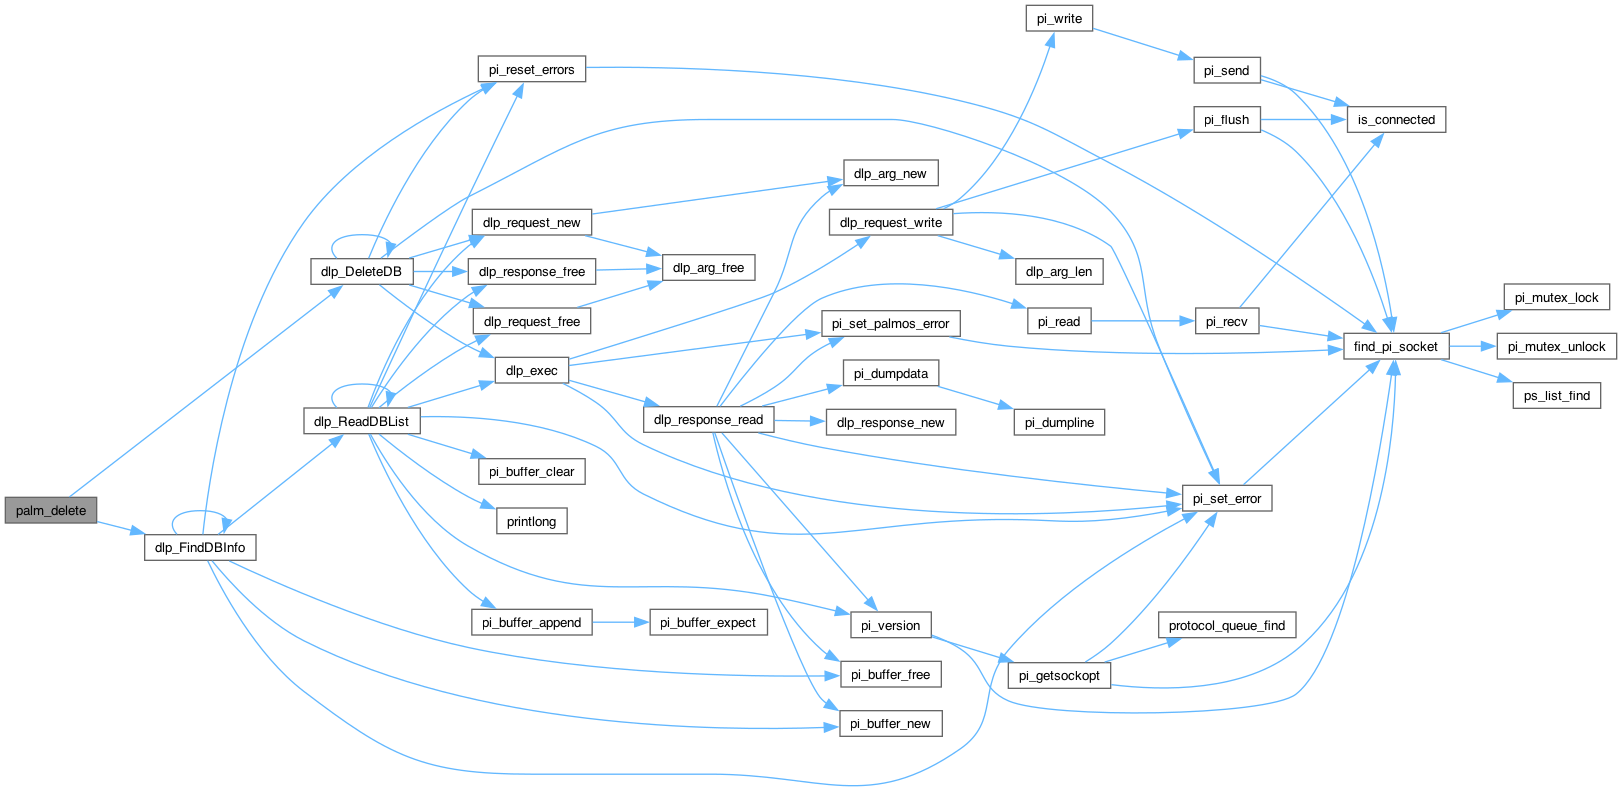 palm_delete
dlp_DeleteDB
dlp_FindDBInfo
dlp_ReadDBList
pi_reset_errors
dlp_request_new
dlp_response_free
dlp_request_free
dlp_exec
pi_buffer_clear
printlong
pi_buffer_append
dlp_arg_free
dlp_response_read
pi_buffer_expect
dlp_arg_new
dlp_request_write
pi_set_palmos_error
pi_dumpdata
dlp_response_new
pi_version
pi_buffer_free
pi_buffer_new
pi_write
dlp_arg_len
pi_read
pi_dumpline
pi_getsockopt
pi_send
pi_flush
pi_recv
pi_set_error
protocol_queue_find
is_connected
find_pi_socket
pi_mutex_lock
pi_mutex_unlock
ps_list_find